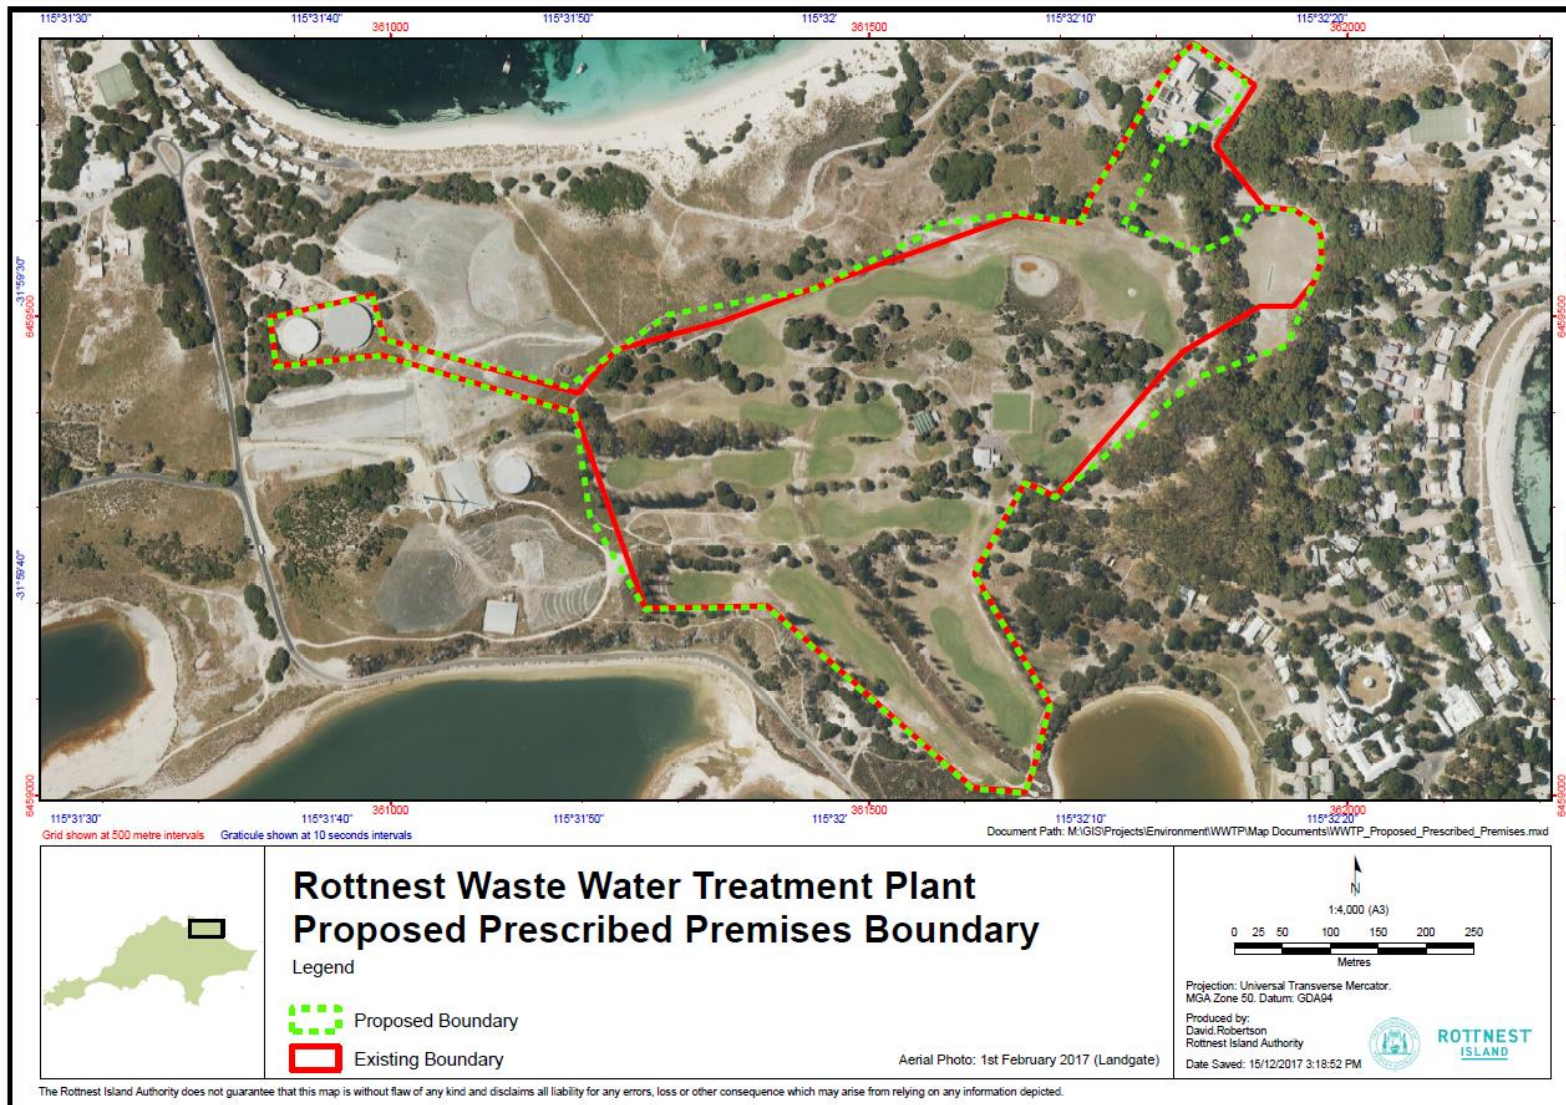 115°31'30" 115°31'40" 115°31'50" 115°32' 115°32'10" 115°32'20"
361000 361500 362000
-31°59'30"
6459500
6459500
-31°59'40"
6459000
6459000
361000 361500 362000
115°31'30" 115°31'40" 115°31'50" 115°32' 115°32'10" 115°32'20"
Grid shown at 500 metre intervals Graticule shown at 10 seconds intervals
Document Path: M:\GIS\Projects\Environment\WWTP\Map Documents\WWTP_Proposed_Prescribed_Premises.mxd
Rottnest Waste Water Treatment Plant
Proposed Prescribed Premises Boundary
Legend
Proposed Boundary
Existing Boundary
Aerial Photo: 1st February 2017 (Landgate)
N
1:4,000 (A3)
0 25 50 100 150 200 250
Metres
Projection: Universal Transverse Mercator.
MGA Zone 50. Datum: GDA94
Produced by:
David.Robertson
Rottnest Island Authority
Date Saved: 15/12/2017 3:18:52 PM
ROTTNEST
ISLAND
The Rottnest Island Authority does not guarantee that this map is without flaw of any kind and disclaims all liability for any errors, loss or other consequence which may arise from relying on any information depicted.